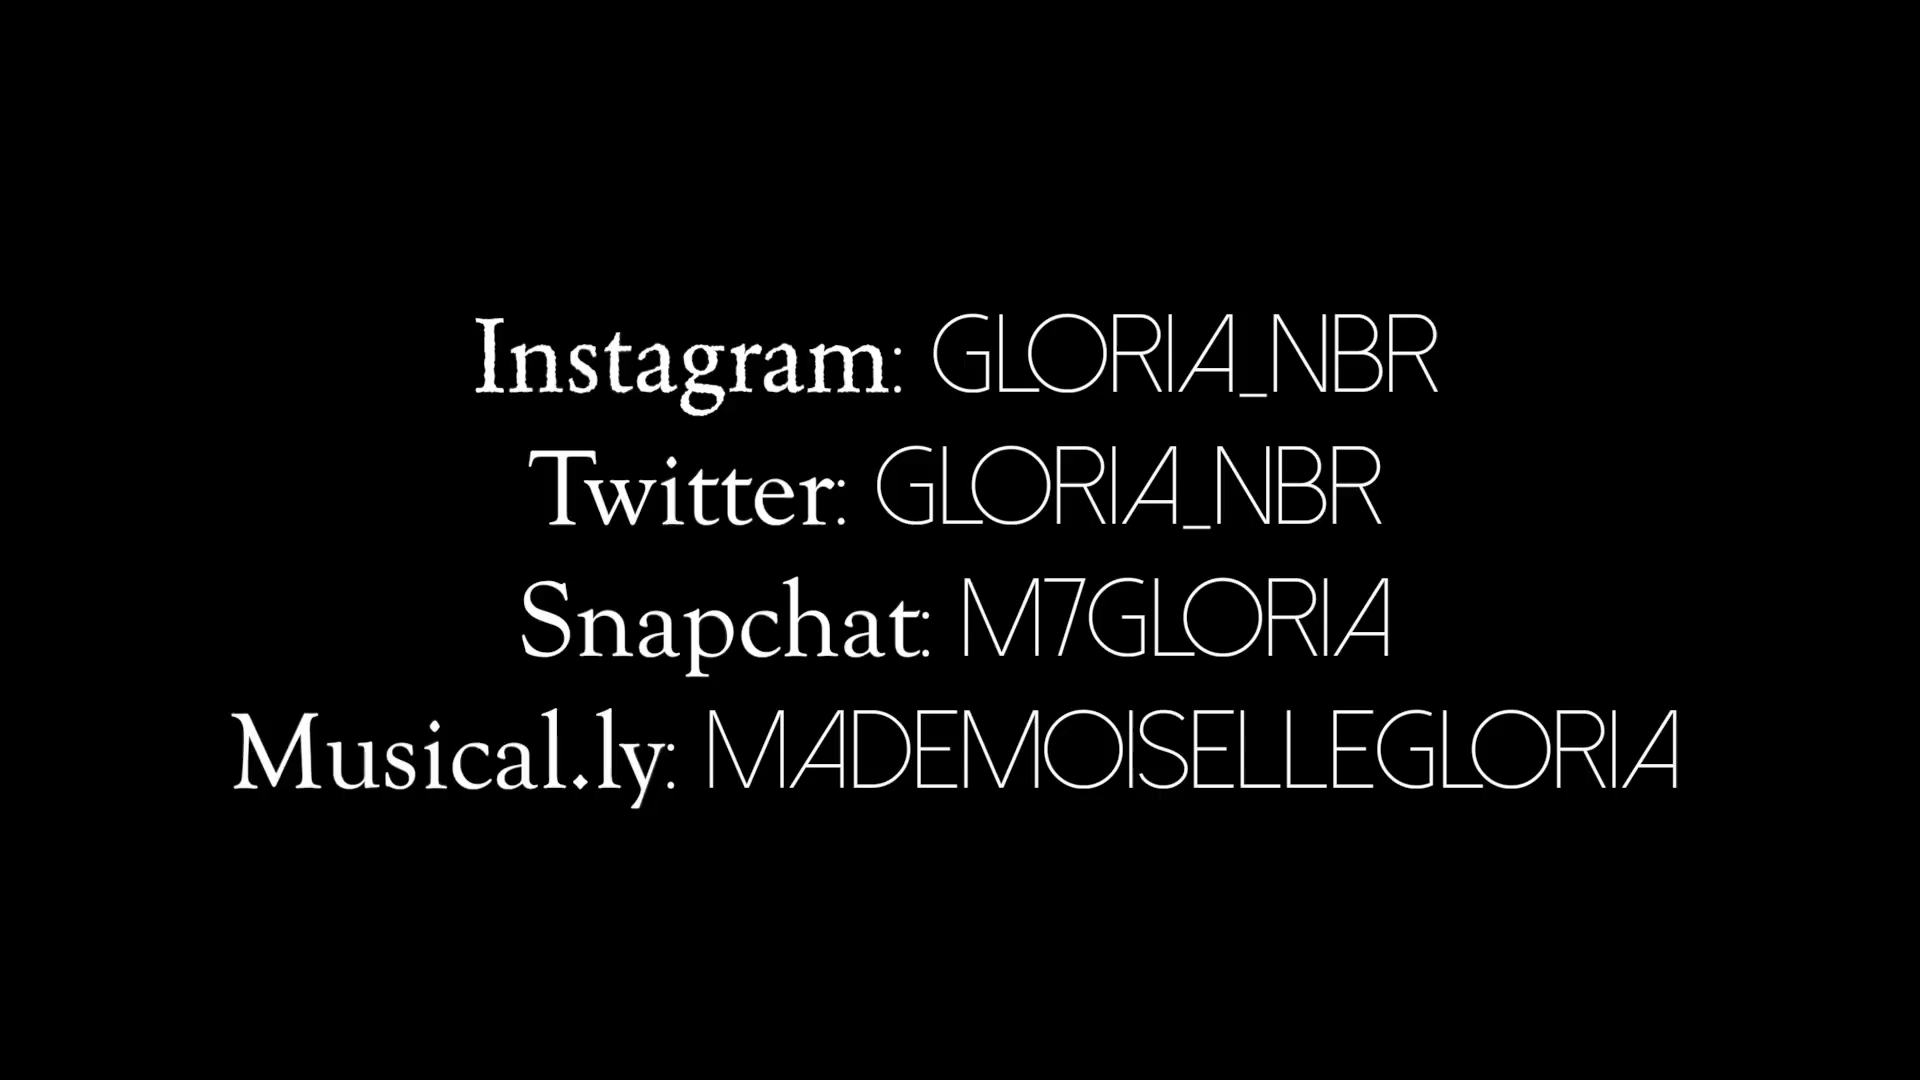 Instagram: GLORIA_NBR
Twitter: GLORIA_NBR
Snapchat: M7GLORIA
Musical.ly: MADEMOISELLEGLORIA